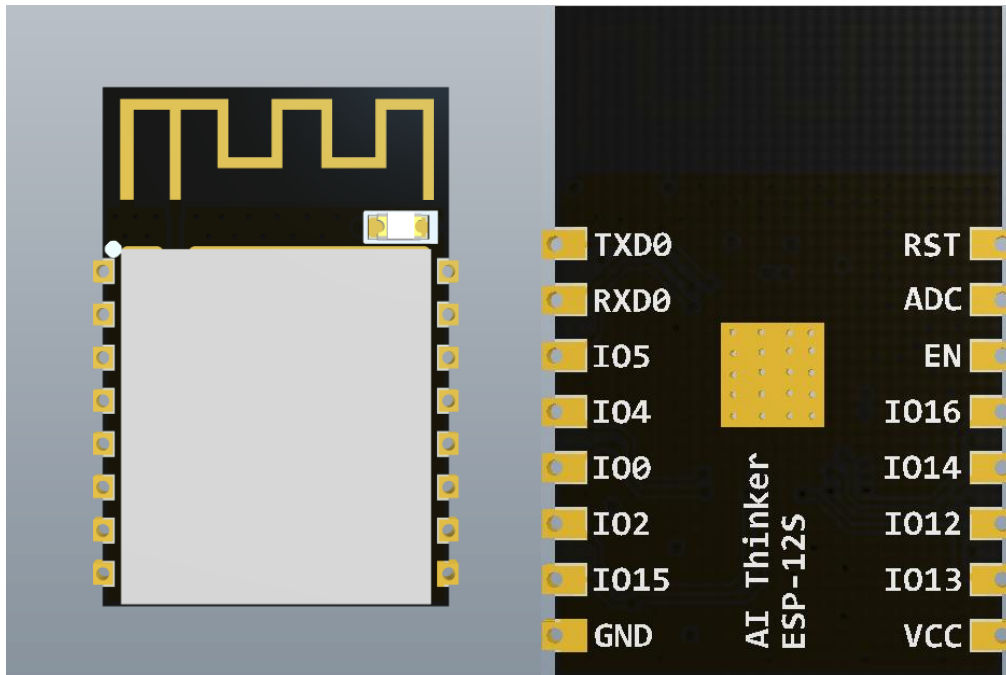 TXD0 RST
RXD0 ADC
IO5 EN
IO4 IO16
IO0 IO14
IO2 IO12
IO15 IO13
GND VCC
AI Thinker
ESP-12S